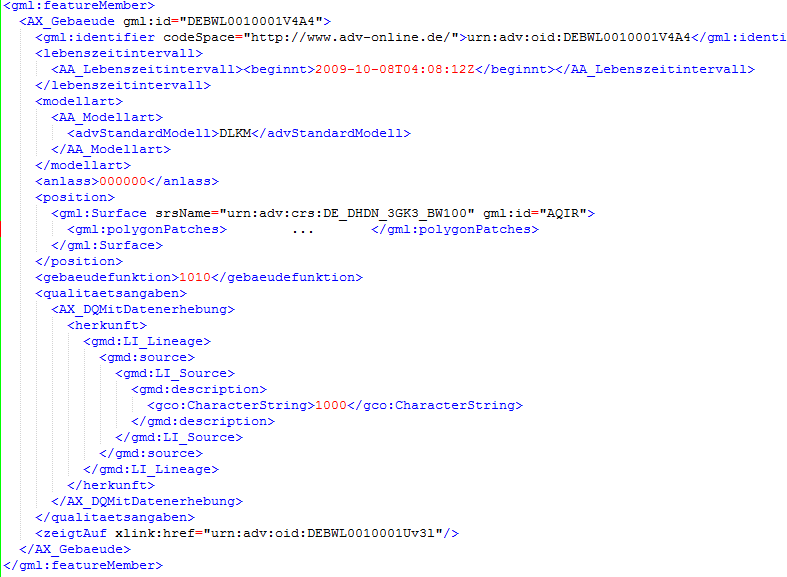 <gml:featureMember>
<AX_Gebaeude gml:id="DEBWL0010001V4A4">
<gml:identifier codeSpace="http://www.adv-online.de/">urn:adv:oid:DEBWL0010001V4A4</gml:identi
<lebenszeitintervall>
<AA_Lebenszeitintervall><beginnt>2009-10-08T04:08:12Z</beginnt></AA_Lebenszeitintervall>
</lebenszeitintervall>
<modellart>
<AA_Modellart>
<advStandardModell>DLKM</advStandardModell>
</AA_Modellart>
</modellart>
<anlass>000000</anlass>
<position>
<gml:Surface srsName="urn:adv:crs:DE_DHDN_3GK3_BW100" gml:id="AQIR">
<gml:polygonPatches> ... </gml:polygonPatches>
</gml:Surface>
</position>
<gebaeudefunktion>1010</gebaeudefunktion>
<qualitaetsangaben>
<AX_DQMitDatenerhebung>
<herkunft>
<gmd:LI_Lineage>
<gmd:source>
<gmd:LI_Source>
<gmd:description>
<gco:CharacterString>1000</gco:CharacterString>
</gmd:description>
</gmd:LI_Source>
</gmd:source>
</gmd:LI_Lineage>
</herkunft>
</AX_DQMitDatenerhebung>
</qualitaetsangaben>
<zeigtAuf xlink:href="urn:adv:oid:DEBWL0010001Uv3l"/>
</AX_Gebaeude>
</gml:featureMember>